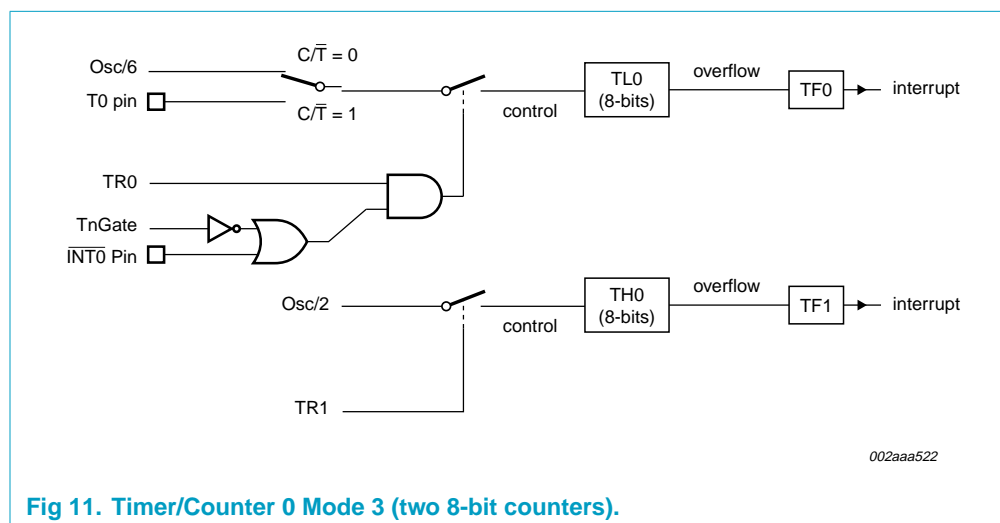 C/T̅ = 0
Osc/6
T0 pin
C/T̅ = 1
control
TL0
(8-bits)
overflow
TF0
interrupt
TR0
TnGate
I̅N̅T̅0̅ Pin
Osc/2
control
TH0
(8-bits)
overflow
TF1
interrupt
TR1
002aaa522
Fig 11. Timer/Counter 0 Mode 3 (two 8-bit counters).